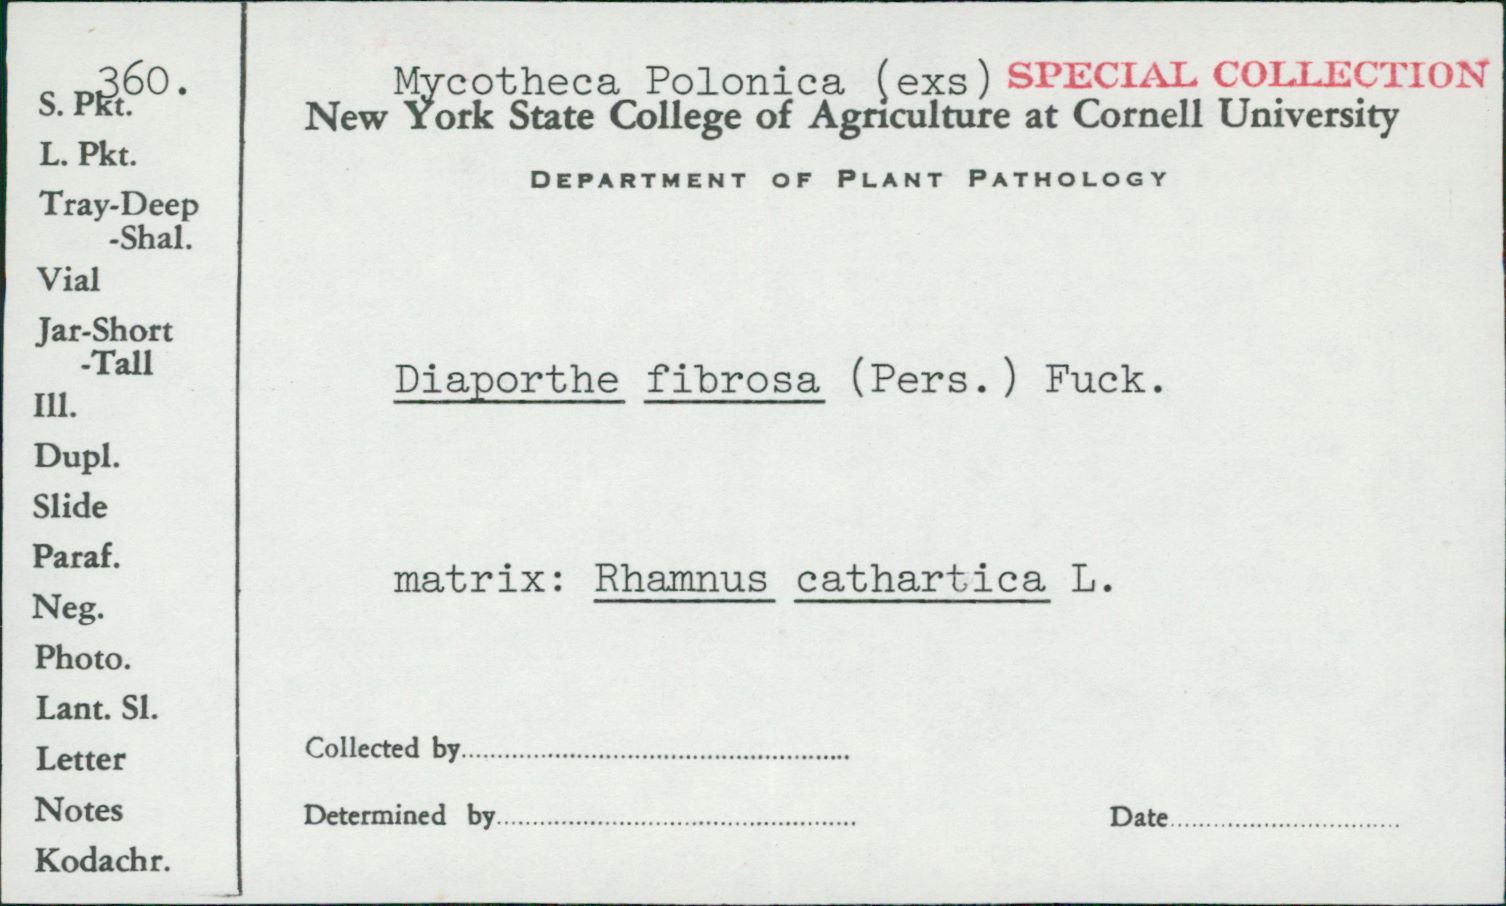 360.
S. Pkt.
L. Pkt.
Tray-Deep
-Shal.
Vial
Jar-Short
-Tall
Ill.
Dupl.
Slide
Paraf.
Neg.
Photo.
Lant. Sl.
Letter
Notes
Kodachr.
Mycotheca Polonica (exs) SPECIAL COLLECTION
New York State College of Agriculture at Cornell University
DEPARTMENT OF PLANT PATHOLOGY
Diaporthe fibrosa (Pers.) Fuck.
matrix: Rhamnus cathartica L.
Collected by
Determined by Date